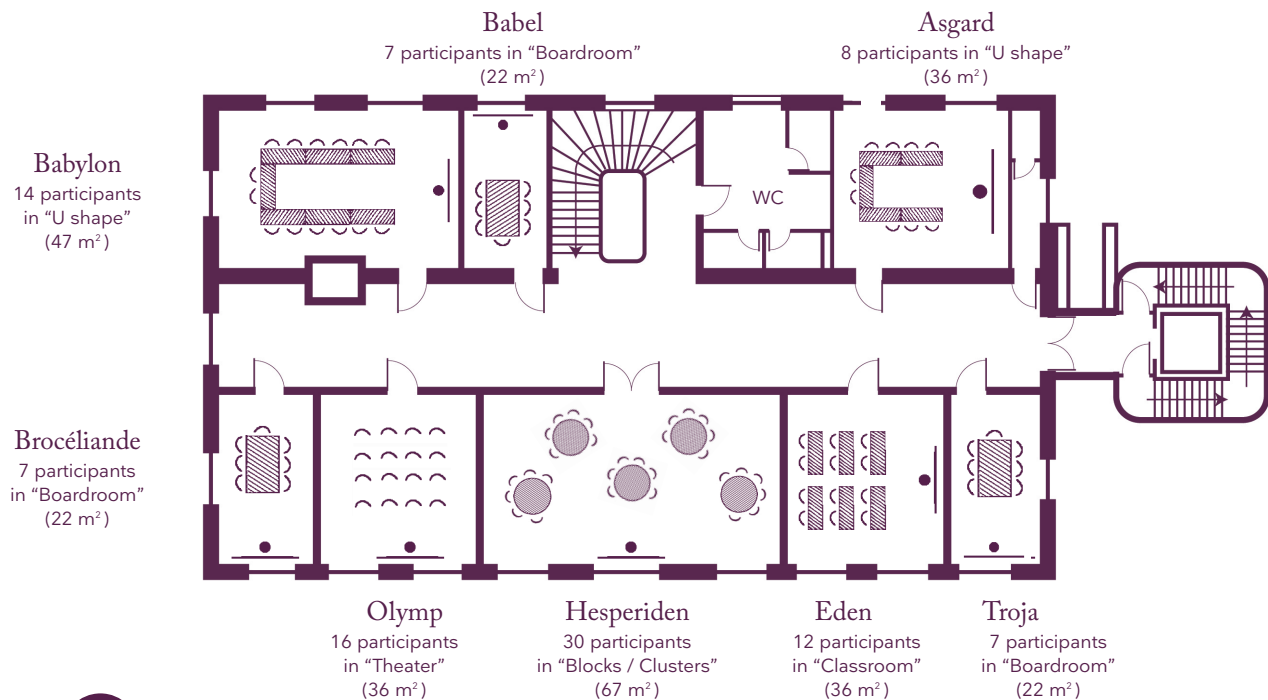 Babel
7 participants in “Boardroom”
(22 m²)
Asgard
8 participants in “U shape”
(36 m²)
Babylon
14 participants
in “U shape”
(47 m²)
WC
Brocéliande
7 participants
in “Boardroom”
(22 m²)
Olymp
16 participants
in “Theater”
(36 m²)
Hesperiden
30 participants
in “Blocks / Clusters”
(67 m²)
Eden
12 participants
in “Classroom”
(36 m²)
Troja
7 participants
in “Boardroom”
(22 m²)